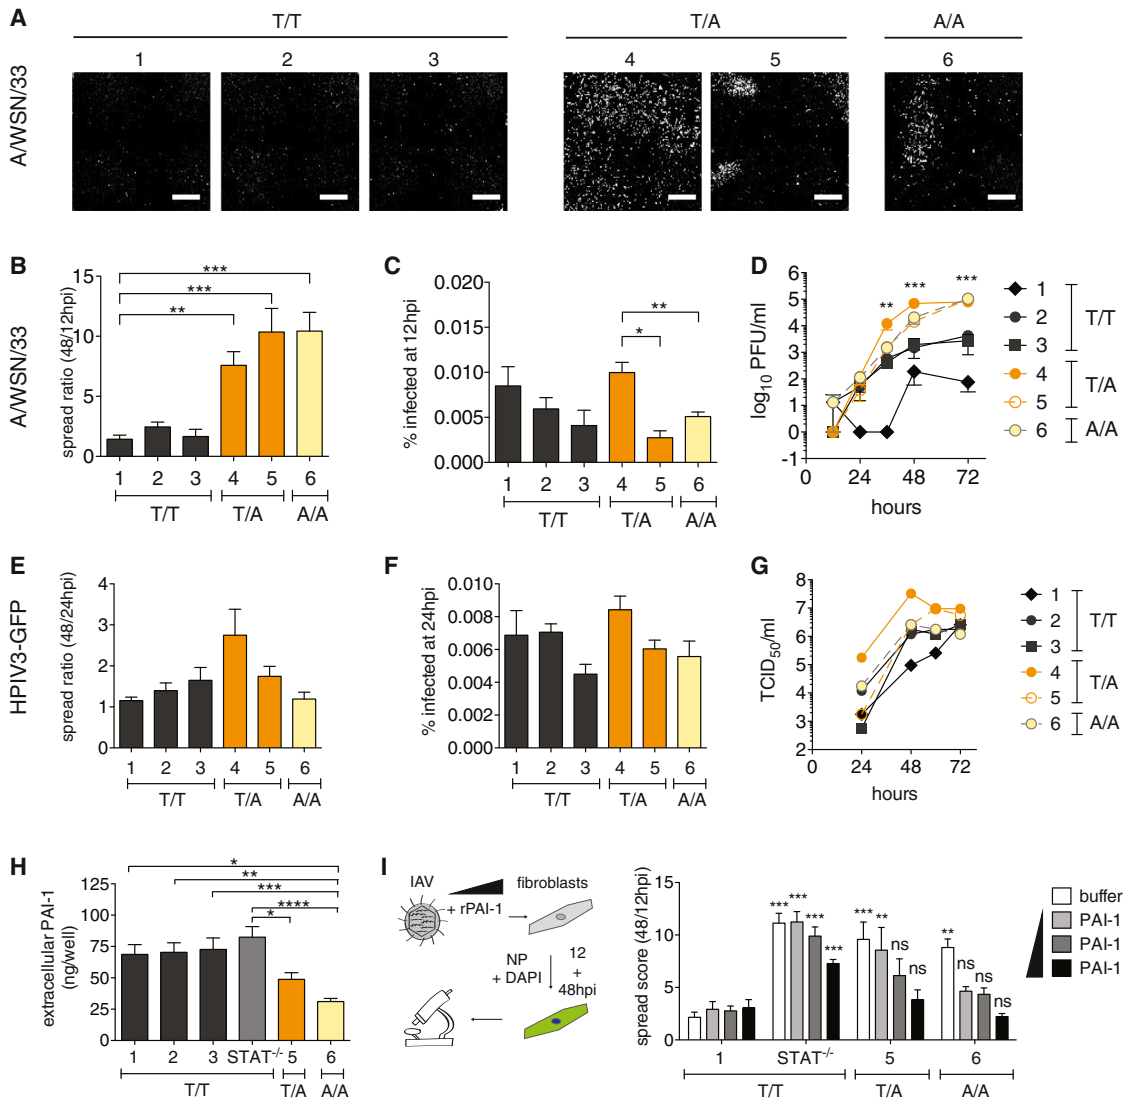 A
T/T
T/A
A/A
1 2 3 4 5 6
A/WSN/33
B
A/WSN/33
spread ratio (48/12hpi)
15
10
5
0
***
***
**
1 2 3 4 5 6
T/T T/A A/A
C
% infected at 12hpi
0.020
0.015
0.010
0.005
0.000
**
*
1 2 3 4 5 6
T/T T/A A/A
D
log10 PFU/ml
6
5
4
3
2
1
0
-1
** *** ***
0 24 48 72
hours
1
2
3
4
5
6
T/T
T/A
A/A
E
HPIV3-GFP
spread ratio (48/24hpi)
4
3
2
1
0
1 2 3 4 5 6
T/T T/A A/A
F
% infected at 24hpi
0.010
0.008
0.006
0.004
0.002
0.000
1 2 3 4 5 6
T/T T/A A/A
G
TCID50/ml
8
7
6
5
4
3
2
0 24 48 72
hours
1
2
3
4
5
6
T/T
T/A
A/A
H
extracellular PAI-1
(ng/well)
125
100
75
50
25
0
*
**
***
****
*
1 2 3 STAT-/- 5 6
T/T T/A A/A
I
IAV
fibroblasts
+ rPAI-1
NP
+ DAPI
12
+
48hpi
spread score (48/12hpi)
15
10
5
0
*** *** *** ***
*** ** ns ns
** ns ns ns
1 STAT-/- 5 6
T/T T/A A/A
buffer
PAI-1
PAI-1
PAI-1